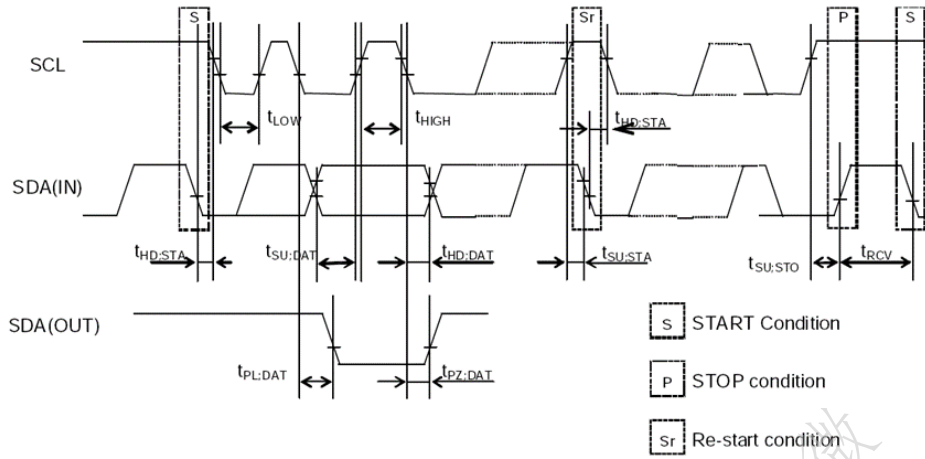 S Sr P S
SCL
tLOW tHIGH tHD:STA
SDA(IN)
tHD:STA tSU:DAT tHD:DAT tSU:STA tSU:STO tRCV
SDA(OUT)
S START Condition
tPL:DAT tPZ:DAT
P STOP condition
Sr Re-start condition